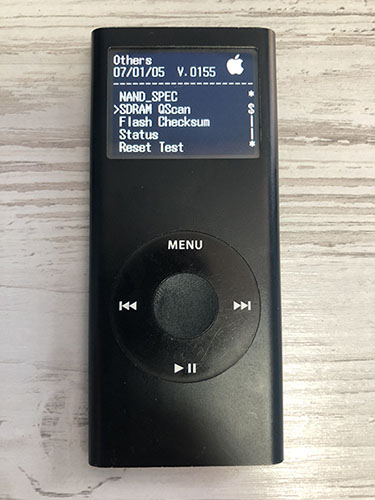 Others
07/01/05 V.0155
NAND_SPEC *
>SDRAM QScan $
Flash Checksum |
Status |
Reset Test *
MENU